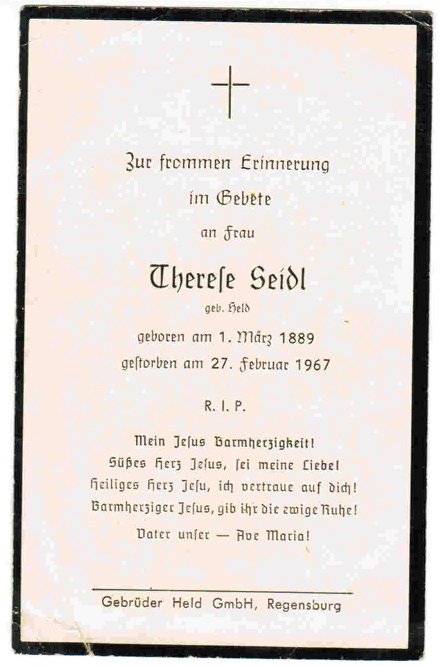 Zur frommen Erinnerung
im Gebete
an Frau
Therese Seidl
geb. Held
geboren am 1. März 1889
gestorben am 27. Februar 1967
R. I. P.
Mein Jesus Barmherzigkeit!
Süßes Herz Jesus, sei meine Liebe!
Heiliges Herz Jesu, ich vertraue auf dich!
Barmherziger Jesus, gib ihr die ewige Ruhe!
Vater unser — Ave Maria!
Gebrüder Held GmbH, Regensburg